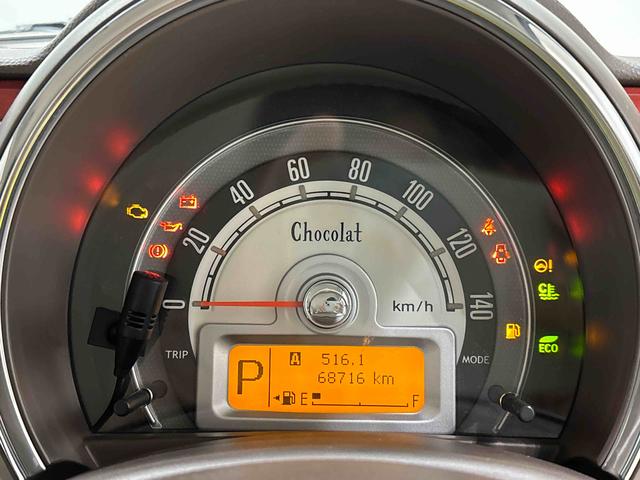 0
20
40
60
80
100
120
140
Chocolat
km/h
TRIP
MODE
P
A 516.1
68716 km
E F
ECO